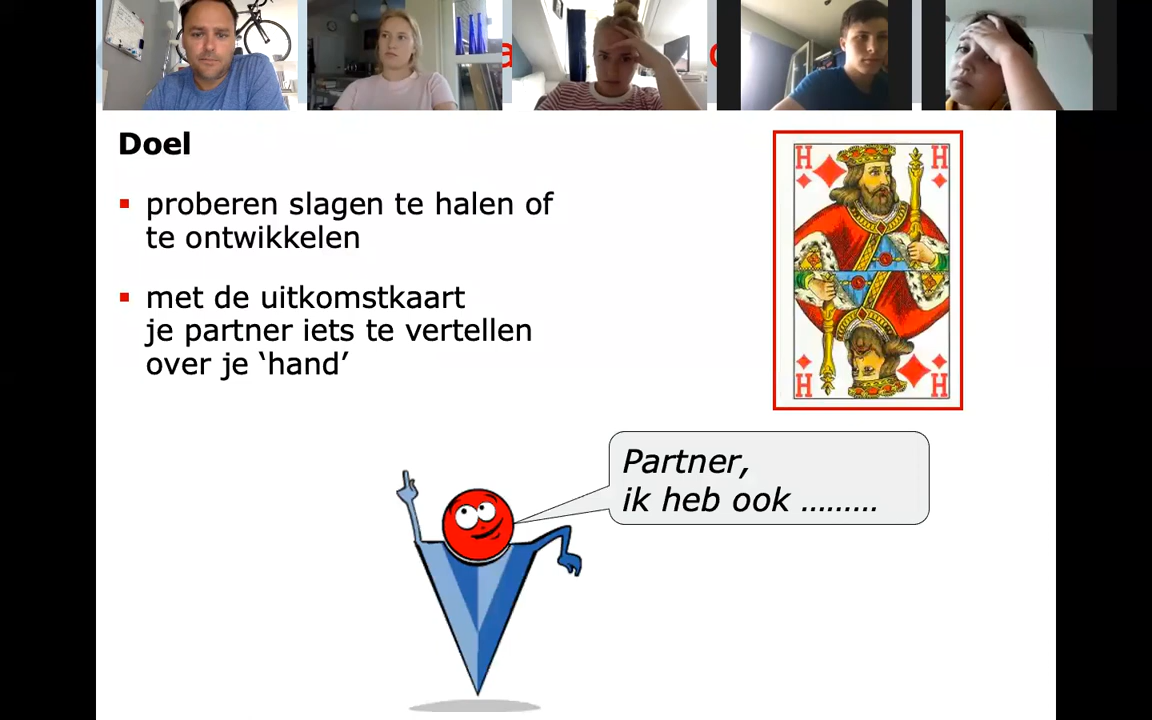 Doel
proberen slagen te halen of
te ontwikkelen
met de uitkomstkaart
je partner iets te vertellen
over je ‘hand’
H H
H H
Partner,
ik heb ook .........